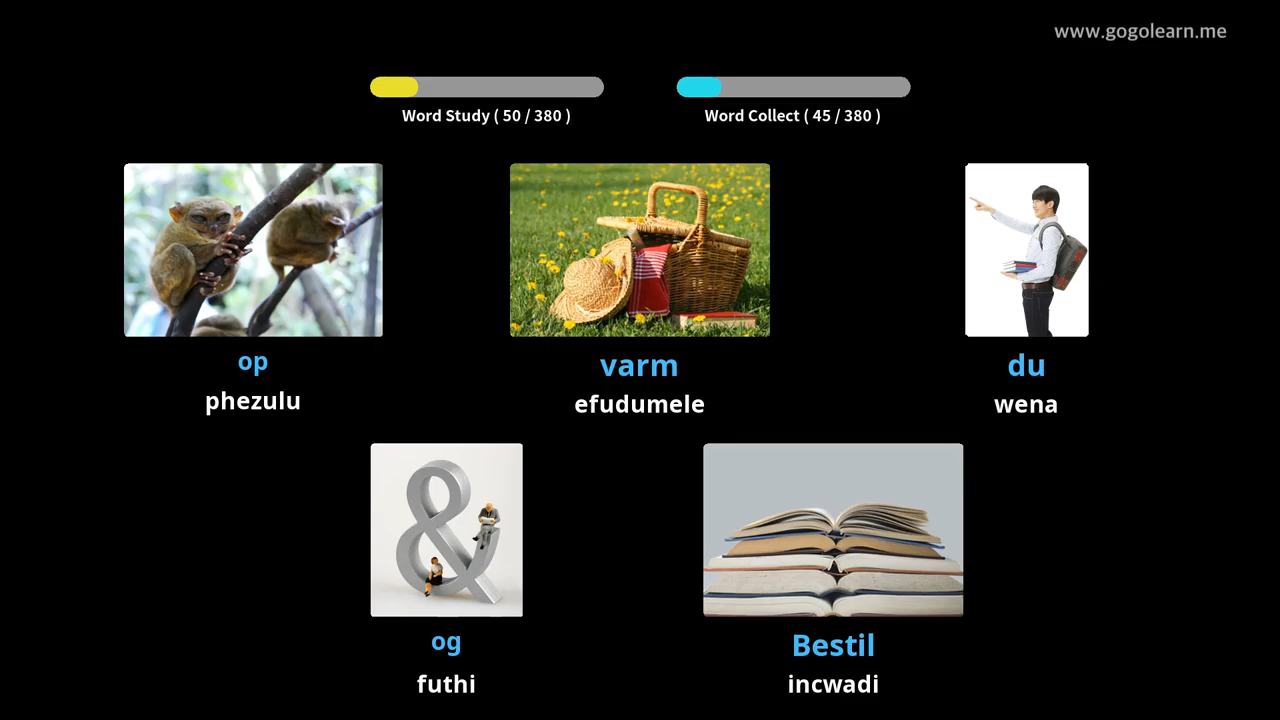 www.gogolearn.me
Word Study ( 50 / 380 )
Word Collect ( 45 / 380 )
op
phezulu
varm
efudumele
du
wena
&
og
futhi
Bestil
incwadi